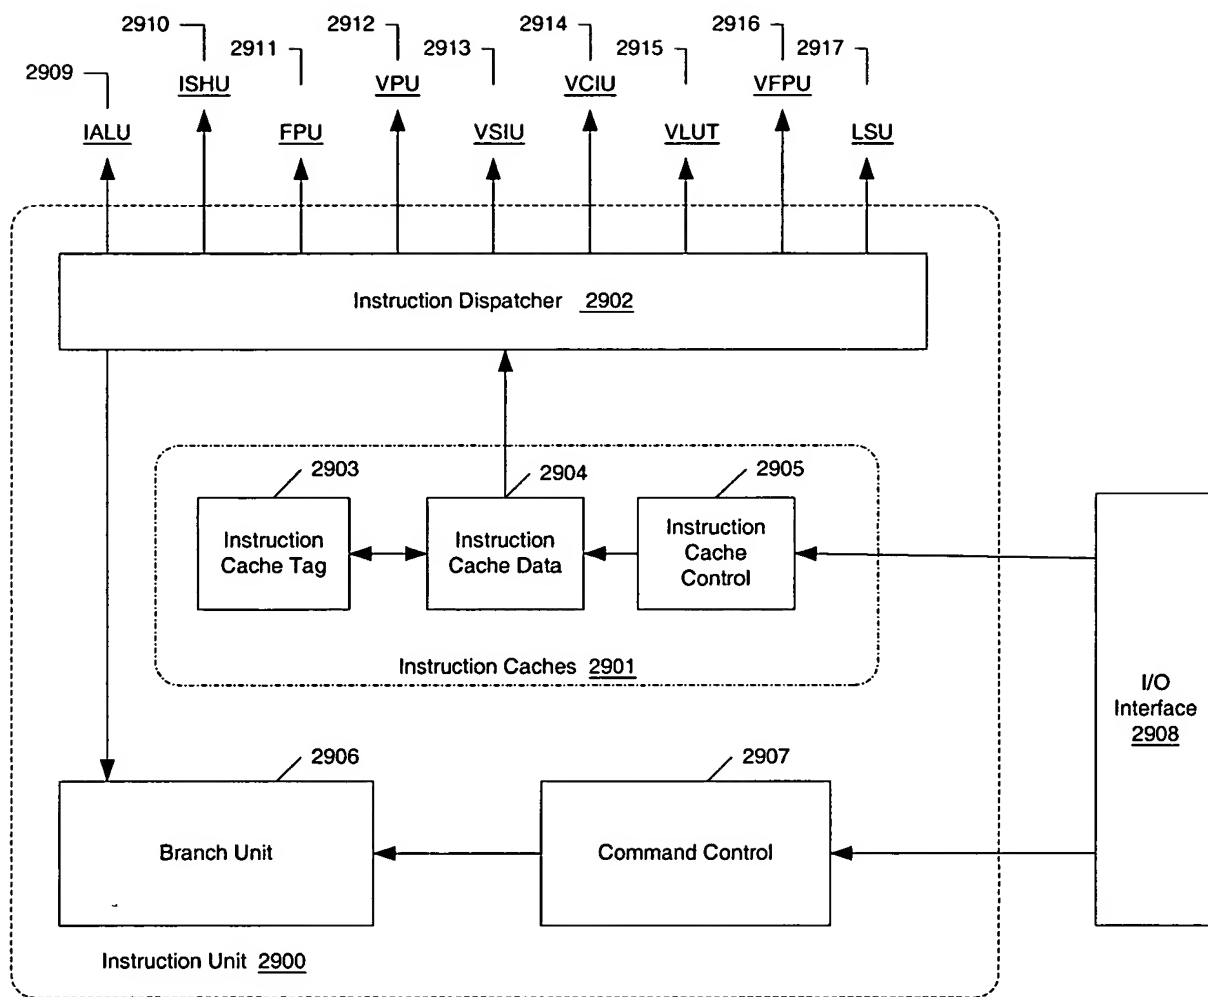 2910
2912
2914
2916
2911
2913
2915
2917
2909
ISHU
VPU
VCIU
VFPU
IALU
FPU
VSIU
VLUT
LSU
Instruction Dispatcher 2902
2903
2904
2905
Instruction
Cache Tag
Instruction
Cache Data
Instruction
Cache
Control
Instruction Caches 2901
I/O
Interface
2908
2906
2907
Branch Unit
Command Control
Instruction Unit 2900